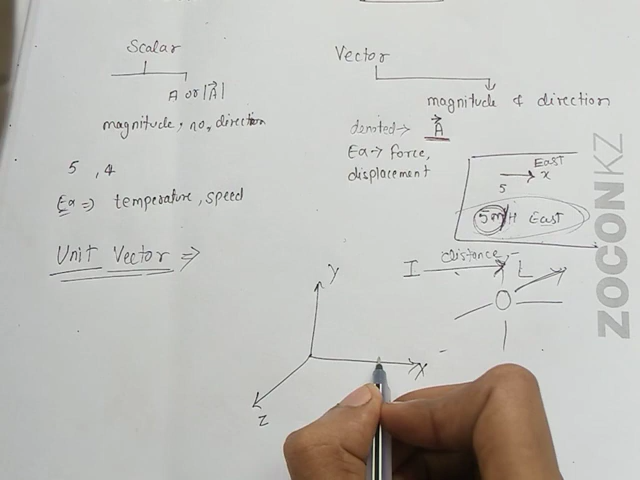 Scalar
A or |A|
magnitude, no, direction
5 , 4
Ex => temperature, speed
Unit Vector =>
Vector
magnitude & direction
denoted -> A
Ex -> Force,
displacement
East
5 x
5 m/H East
distance
I L
y
x
z
ZOCONKZ